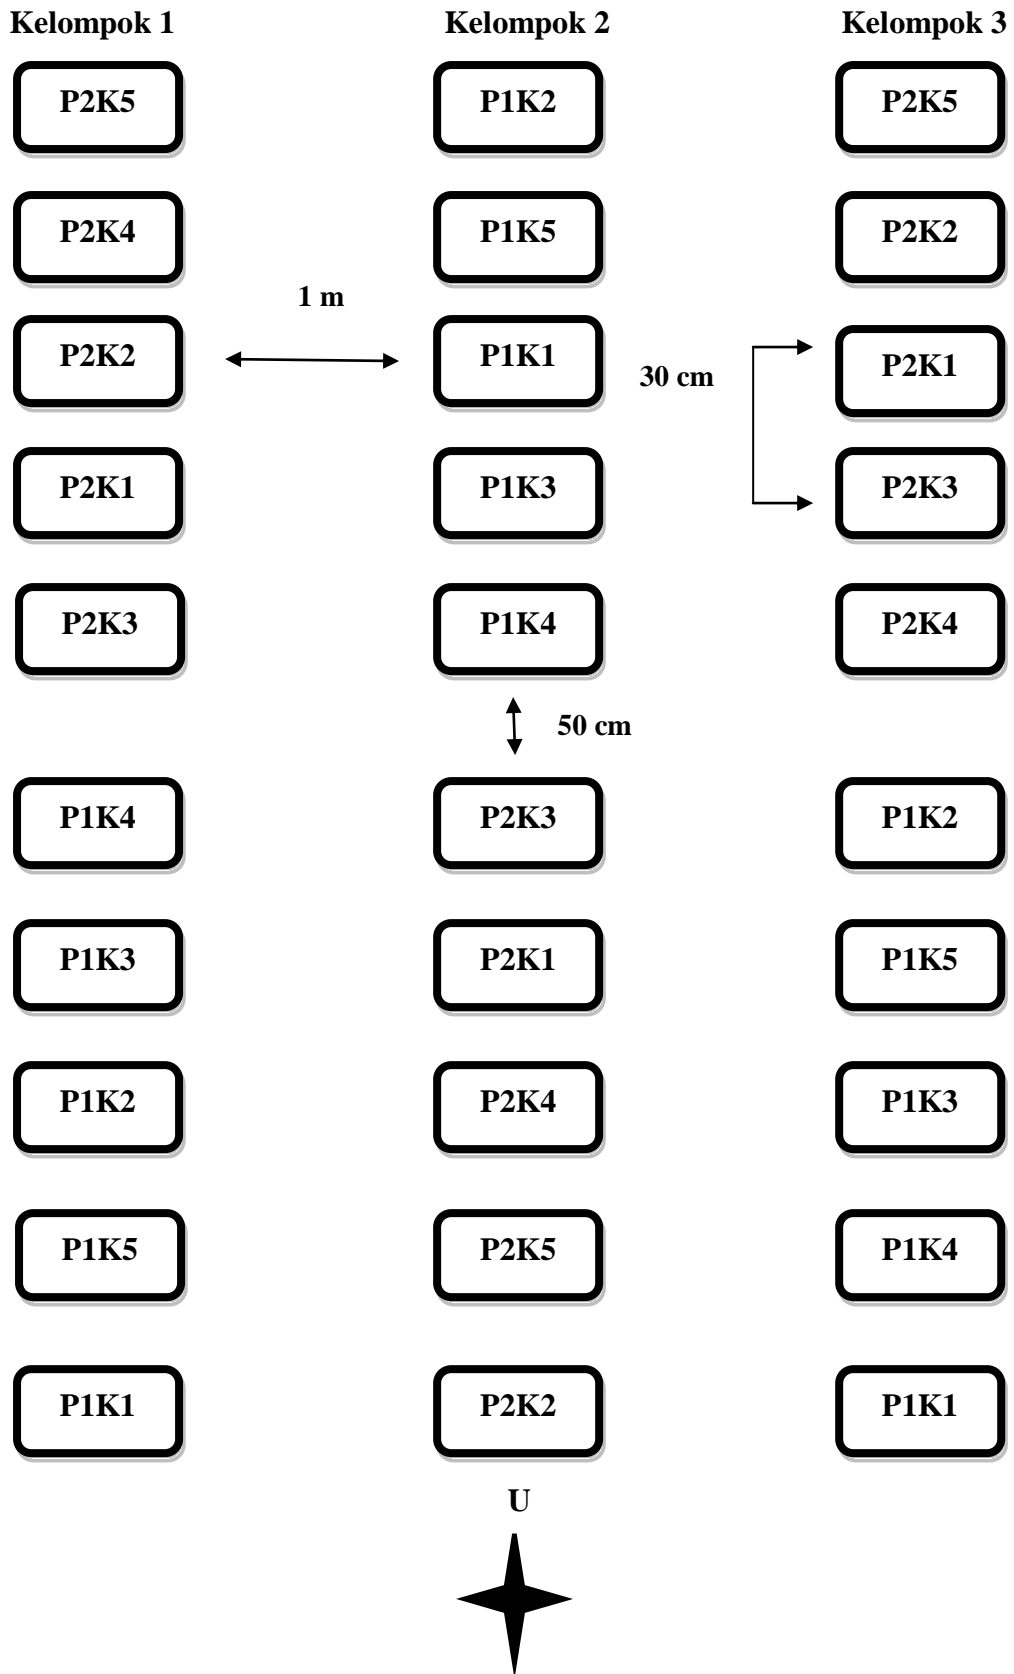 Kelompok 1 Kelompok 2 Kelompok 3
P2K5 P1K2 P2K5
P2K4 P1K5 P2K2
1 m
P2K2 P1K1 P2K1
30 cm
P2K1 P1K3 P2K3
P2K3 P1K4 P2K4
50 cm
P1K4 P2K3 P1K2
P1K3 P2K1 P1K5
P1K2 P2K4 P1K3
P1K5 P2K5 P1K4
P1K1 P2K2 P1K1
U